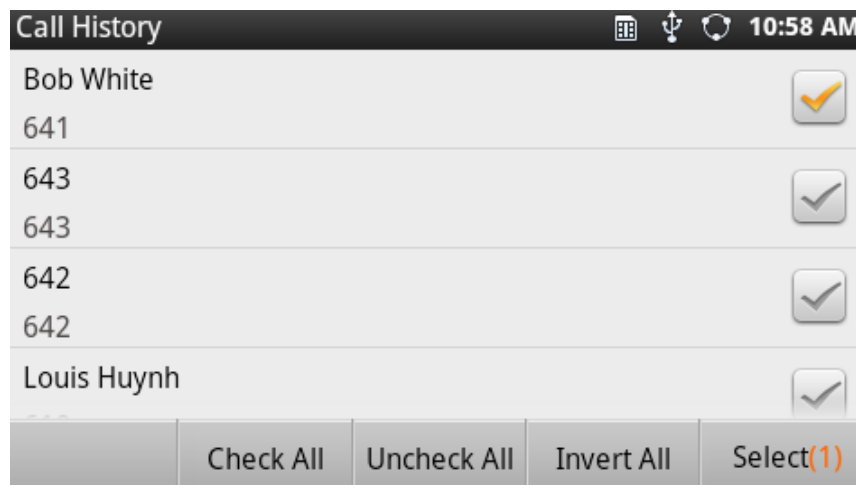 Call History 10:58 AM
Bob White
641
643
643
642
642
Louis Huynh
Check All Uncheck All Invert All Select(1)